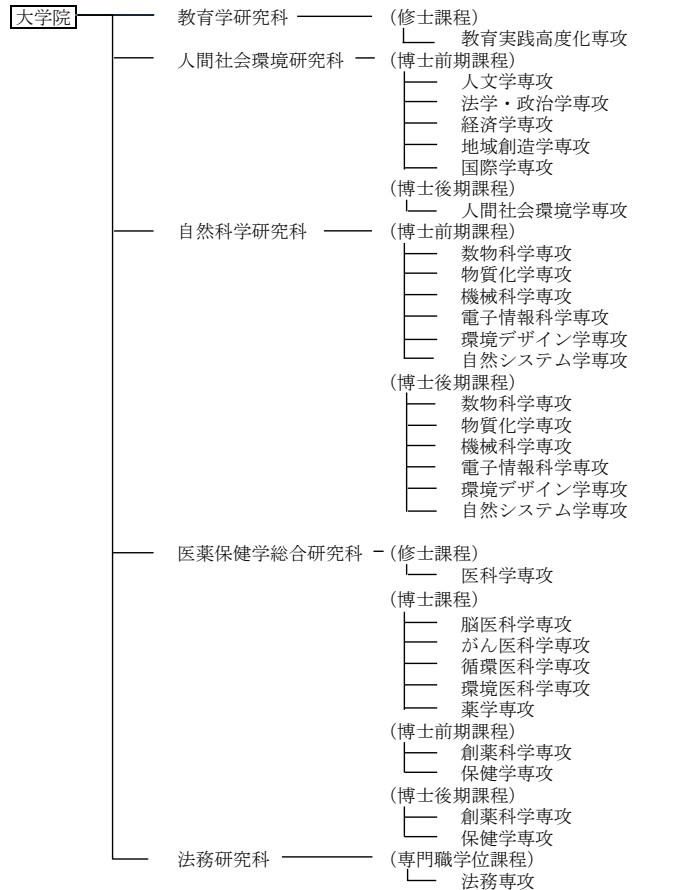 大学院 教育学研究科 (修士課程)
教育実践高度化専攻
人間社会環境研究科 (博士前期課程)
人文学専攻
法学・政治学専攻
経済学専攻
地域創造学専攻
国際学専攻
(博士後期課程)
人間社会環境学専攻
自然科学研究科 (博士前期課程)
数物科学専攻
物質化学専攻
機械科学専攻
電子情報科学専攻
環境デザイン学専攻
自然システム学専攻
(博士後期課程)
数物科学専攻
物質化学専攻
機械科学専攻
電子情報科学専攻
環境デザイン学専攻
自然システム学専攻
医薬保健学総合研究科 (修士課程)
医科学専攻
(博士課程)
脳医科学専攻
がん医科学専攻
循環医科学専攻
環境医科学専攻
薬学専攻
(博士前期課程)
創薬科学専攻
保健学専攻
(博士後期課程)
創薬科学専攻
保健学専攻
法務研究科 (専門職学位課程)
法務専攻